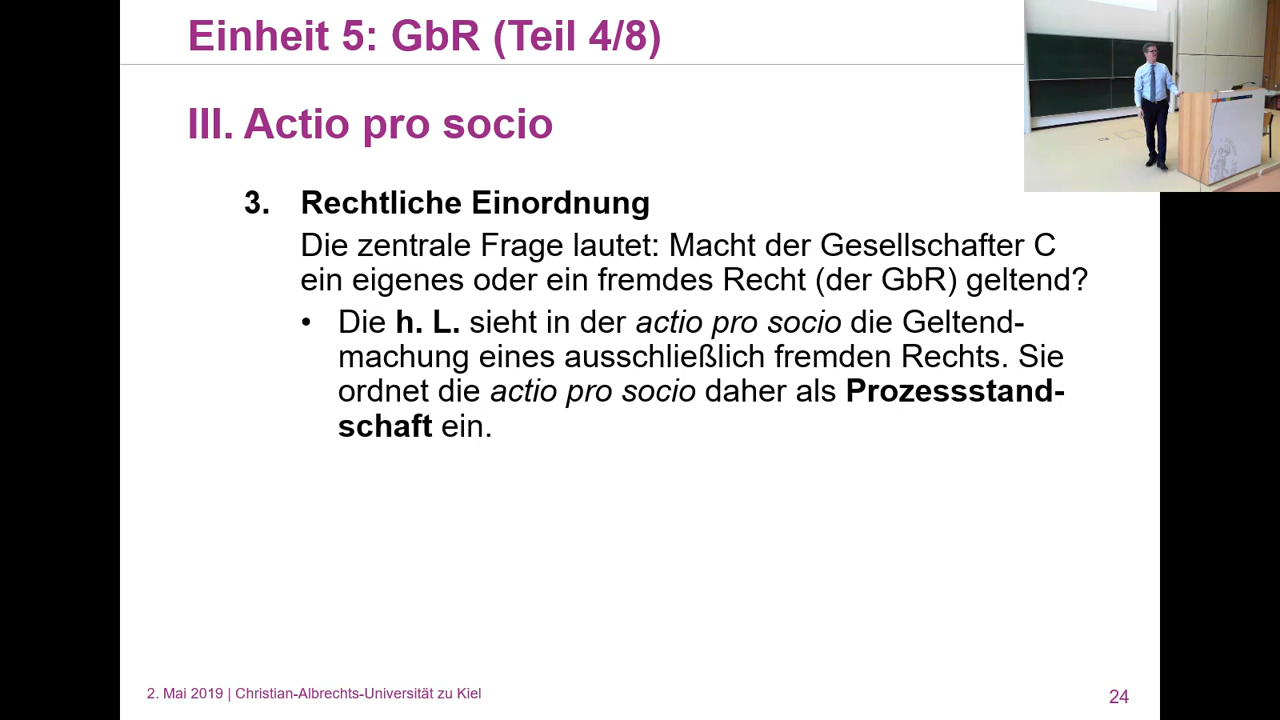 Einheit 5: GbR (Teil 4/8)
III. Actio pro socio
3. Rechtliche Einordnung
Die zentrale Frage lautet: Macht der Gesellschafter C
ein eigenes oder ein fremdes Recht (der GbR) geltend?
• Die h. L. sieht in der actio pro socio die Geltend-
machung eines ausschließlich fremden Rechts. Sie
ordnet die actio pro socio daher als Prozessstand-
schaft ein.
2. Mai 2019 | Christian-Albrechts-Universität zu Kiel
24